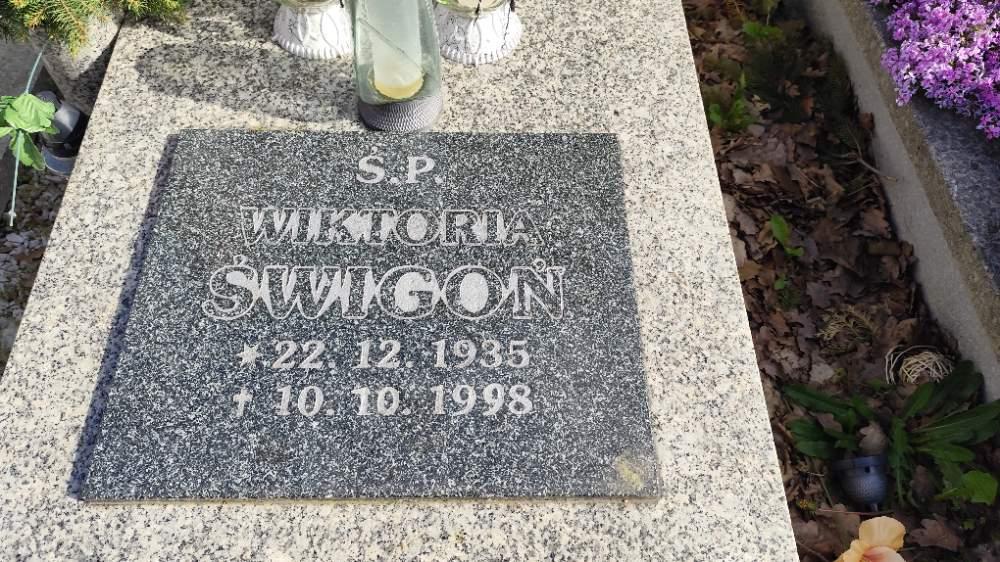 Ś.P.
WIKTORIA
ŚWIGOŃ
* 22. 12. 1935
† 10. 10. 1998